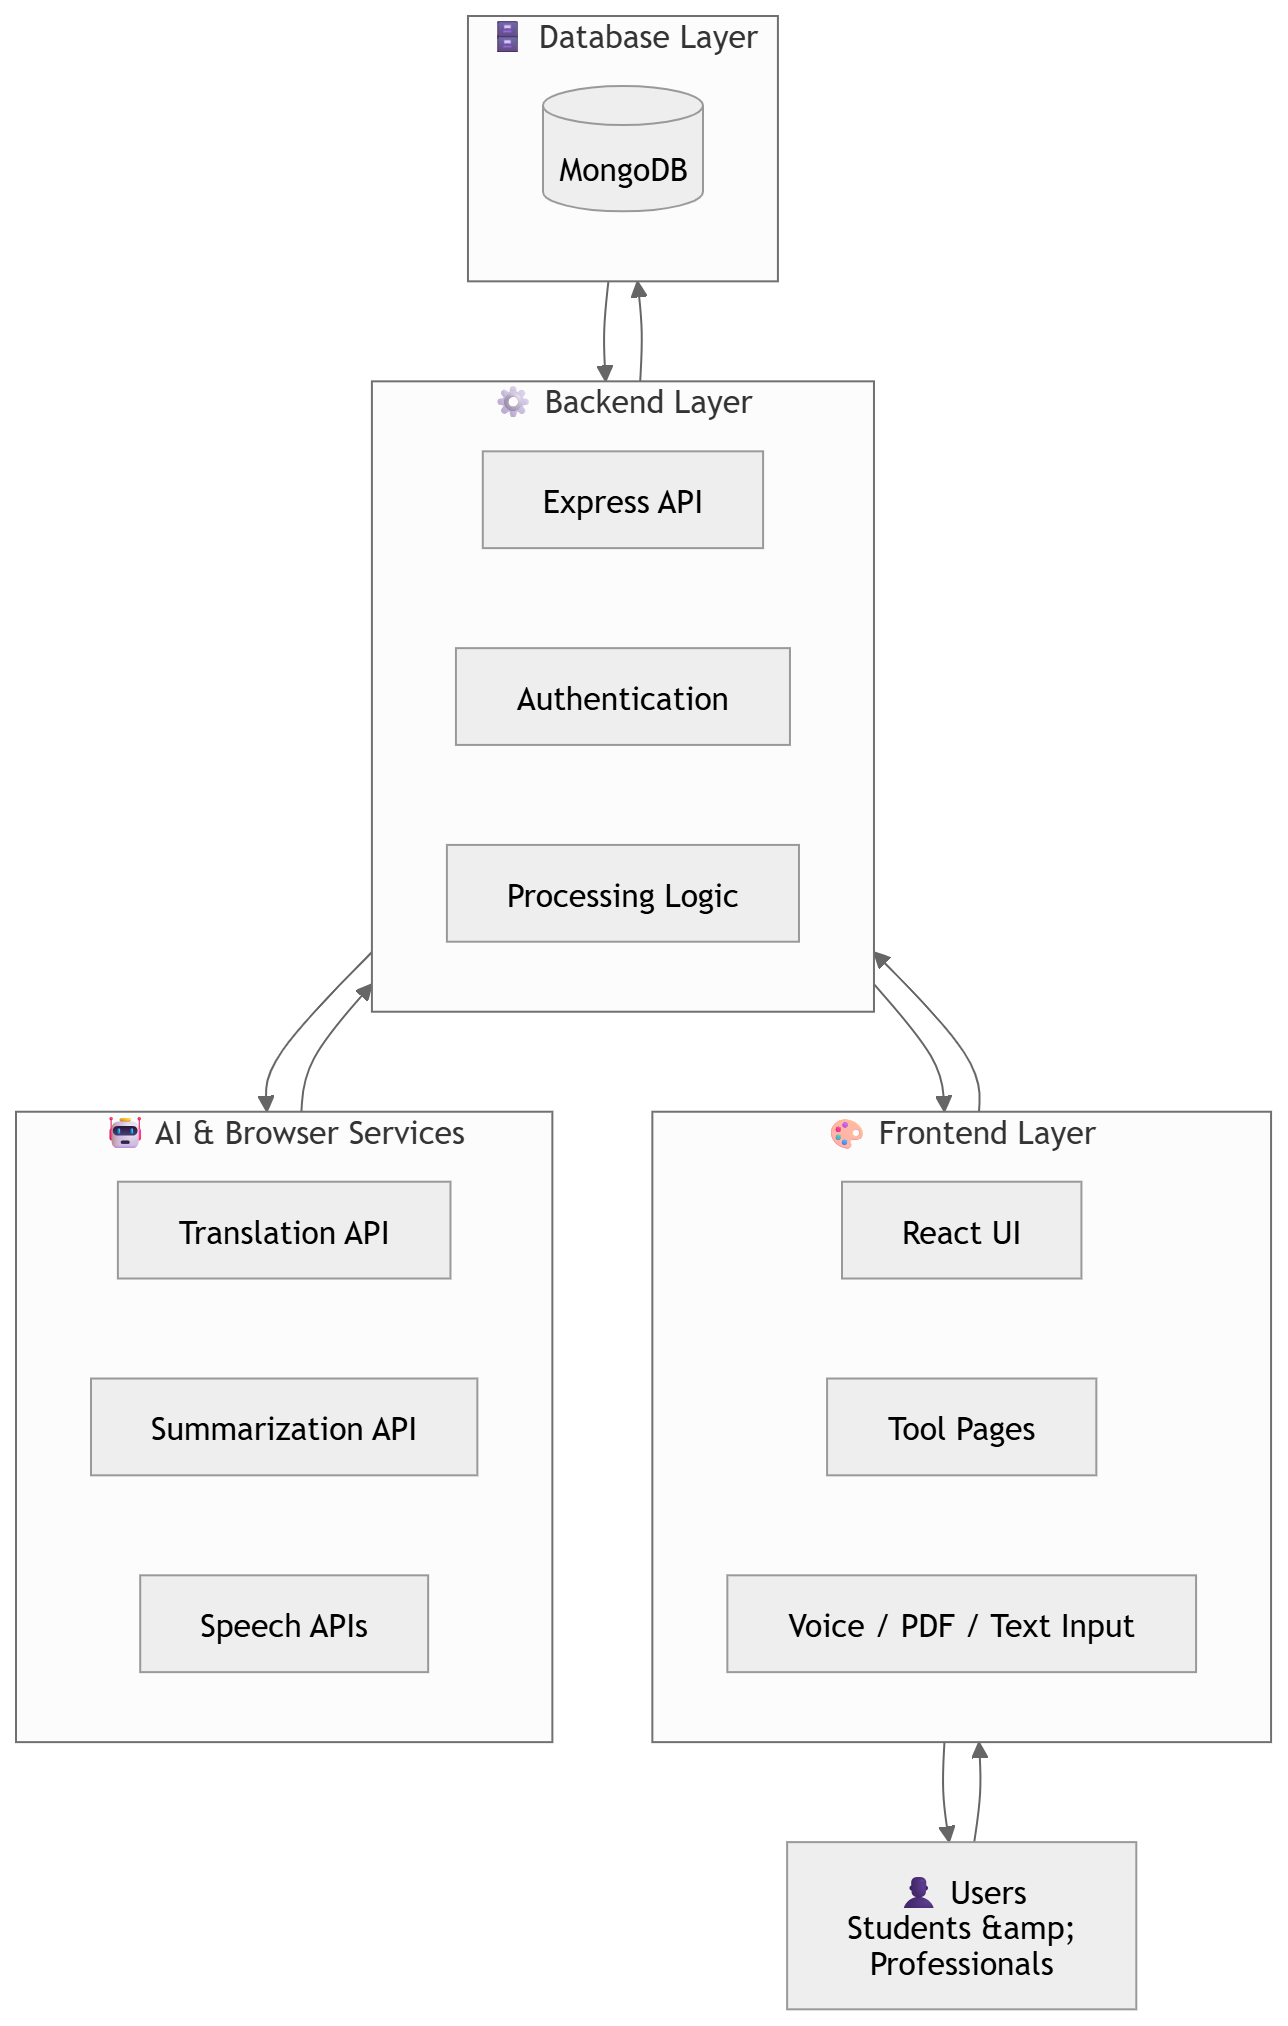 Database Layer
MongoDB
Backend Layer
Express API
Authentication
Processing Logic
AI & Browser Services
Translation API
Summarization API
Speech APIs
Frontend Layer
React UI
Tool Pages
Voice / PDF / Text Input
Users
Students &amp;
Professionals